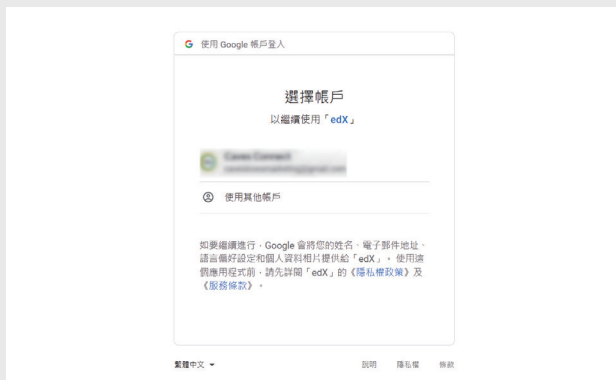 使用 Google 帳戶登入
選擇帳戶
以繼續使用「edX」
使用其他帳戶
如要繼續進行，Google 會將您的姓名、電子郵件地址、
語言偏好設定和個人資料相片提供給「edX」。 使用這
個應用程式前，請先詳閱「edX」的《隱私權政策》及
《服務條款》。
繁體中文
說明 隱私權 條款